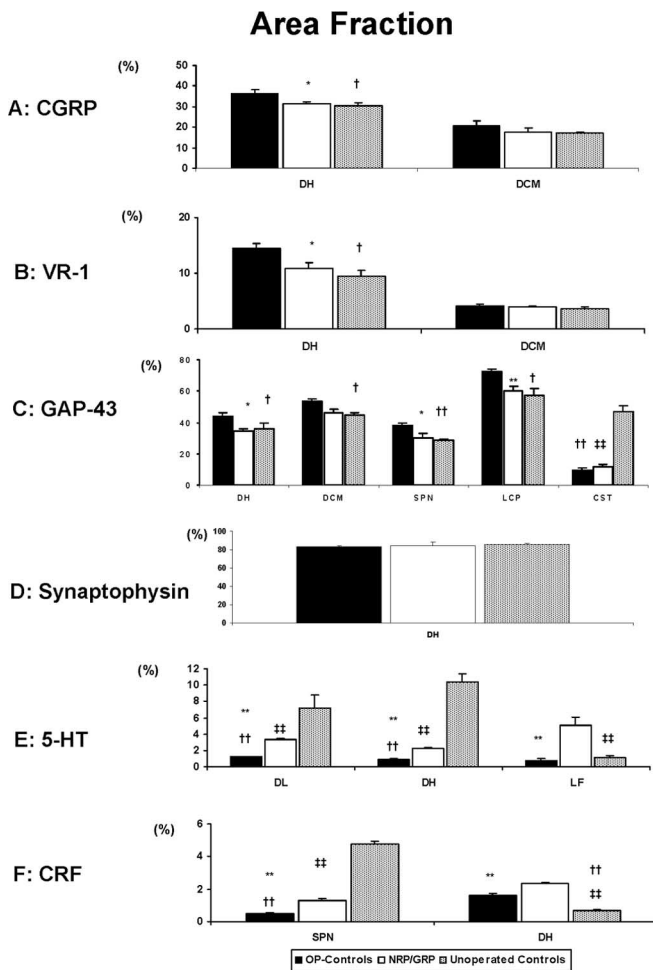 Area Fraction
(%)
50
40
30
20
10
0
* †
A: CGRP
DH DCM
(%)
20
10
0
* †
B: VR-1
DH DCM
(%)
80
60
40
20
0
* † † * †† ** † †† ‡‡
C: GAP-43
DH DCM SPN LCP CST
(%)
100
80
60
40
20
0
D: Synaptophysin
DH
(%)
12
10
8
6
4
2
0
** ** ** ‡‡
†† ‡‡ †† ‡‡
E: 5-HT
DL DH LF
(%)
6
4
2
0
** ‡‡ ** ††
†† ‡‡
F: CRF
SPN DH
OP-Controls NRP/GRP Unoperated Controls